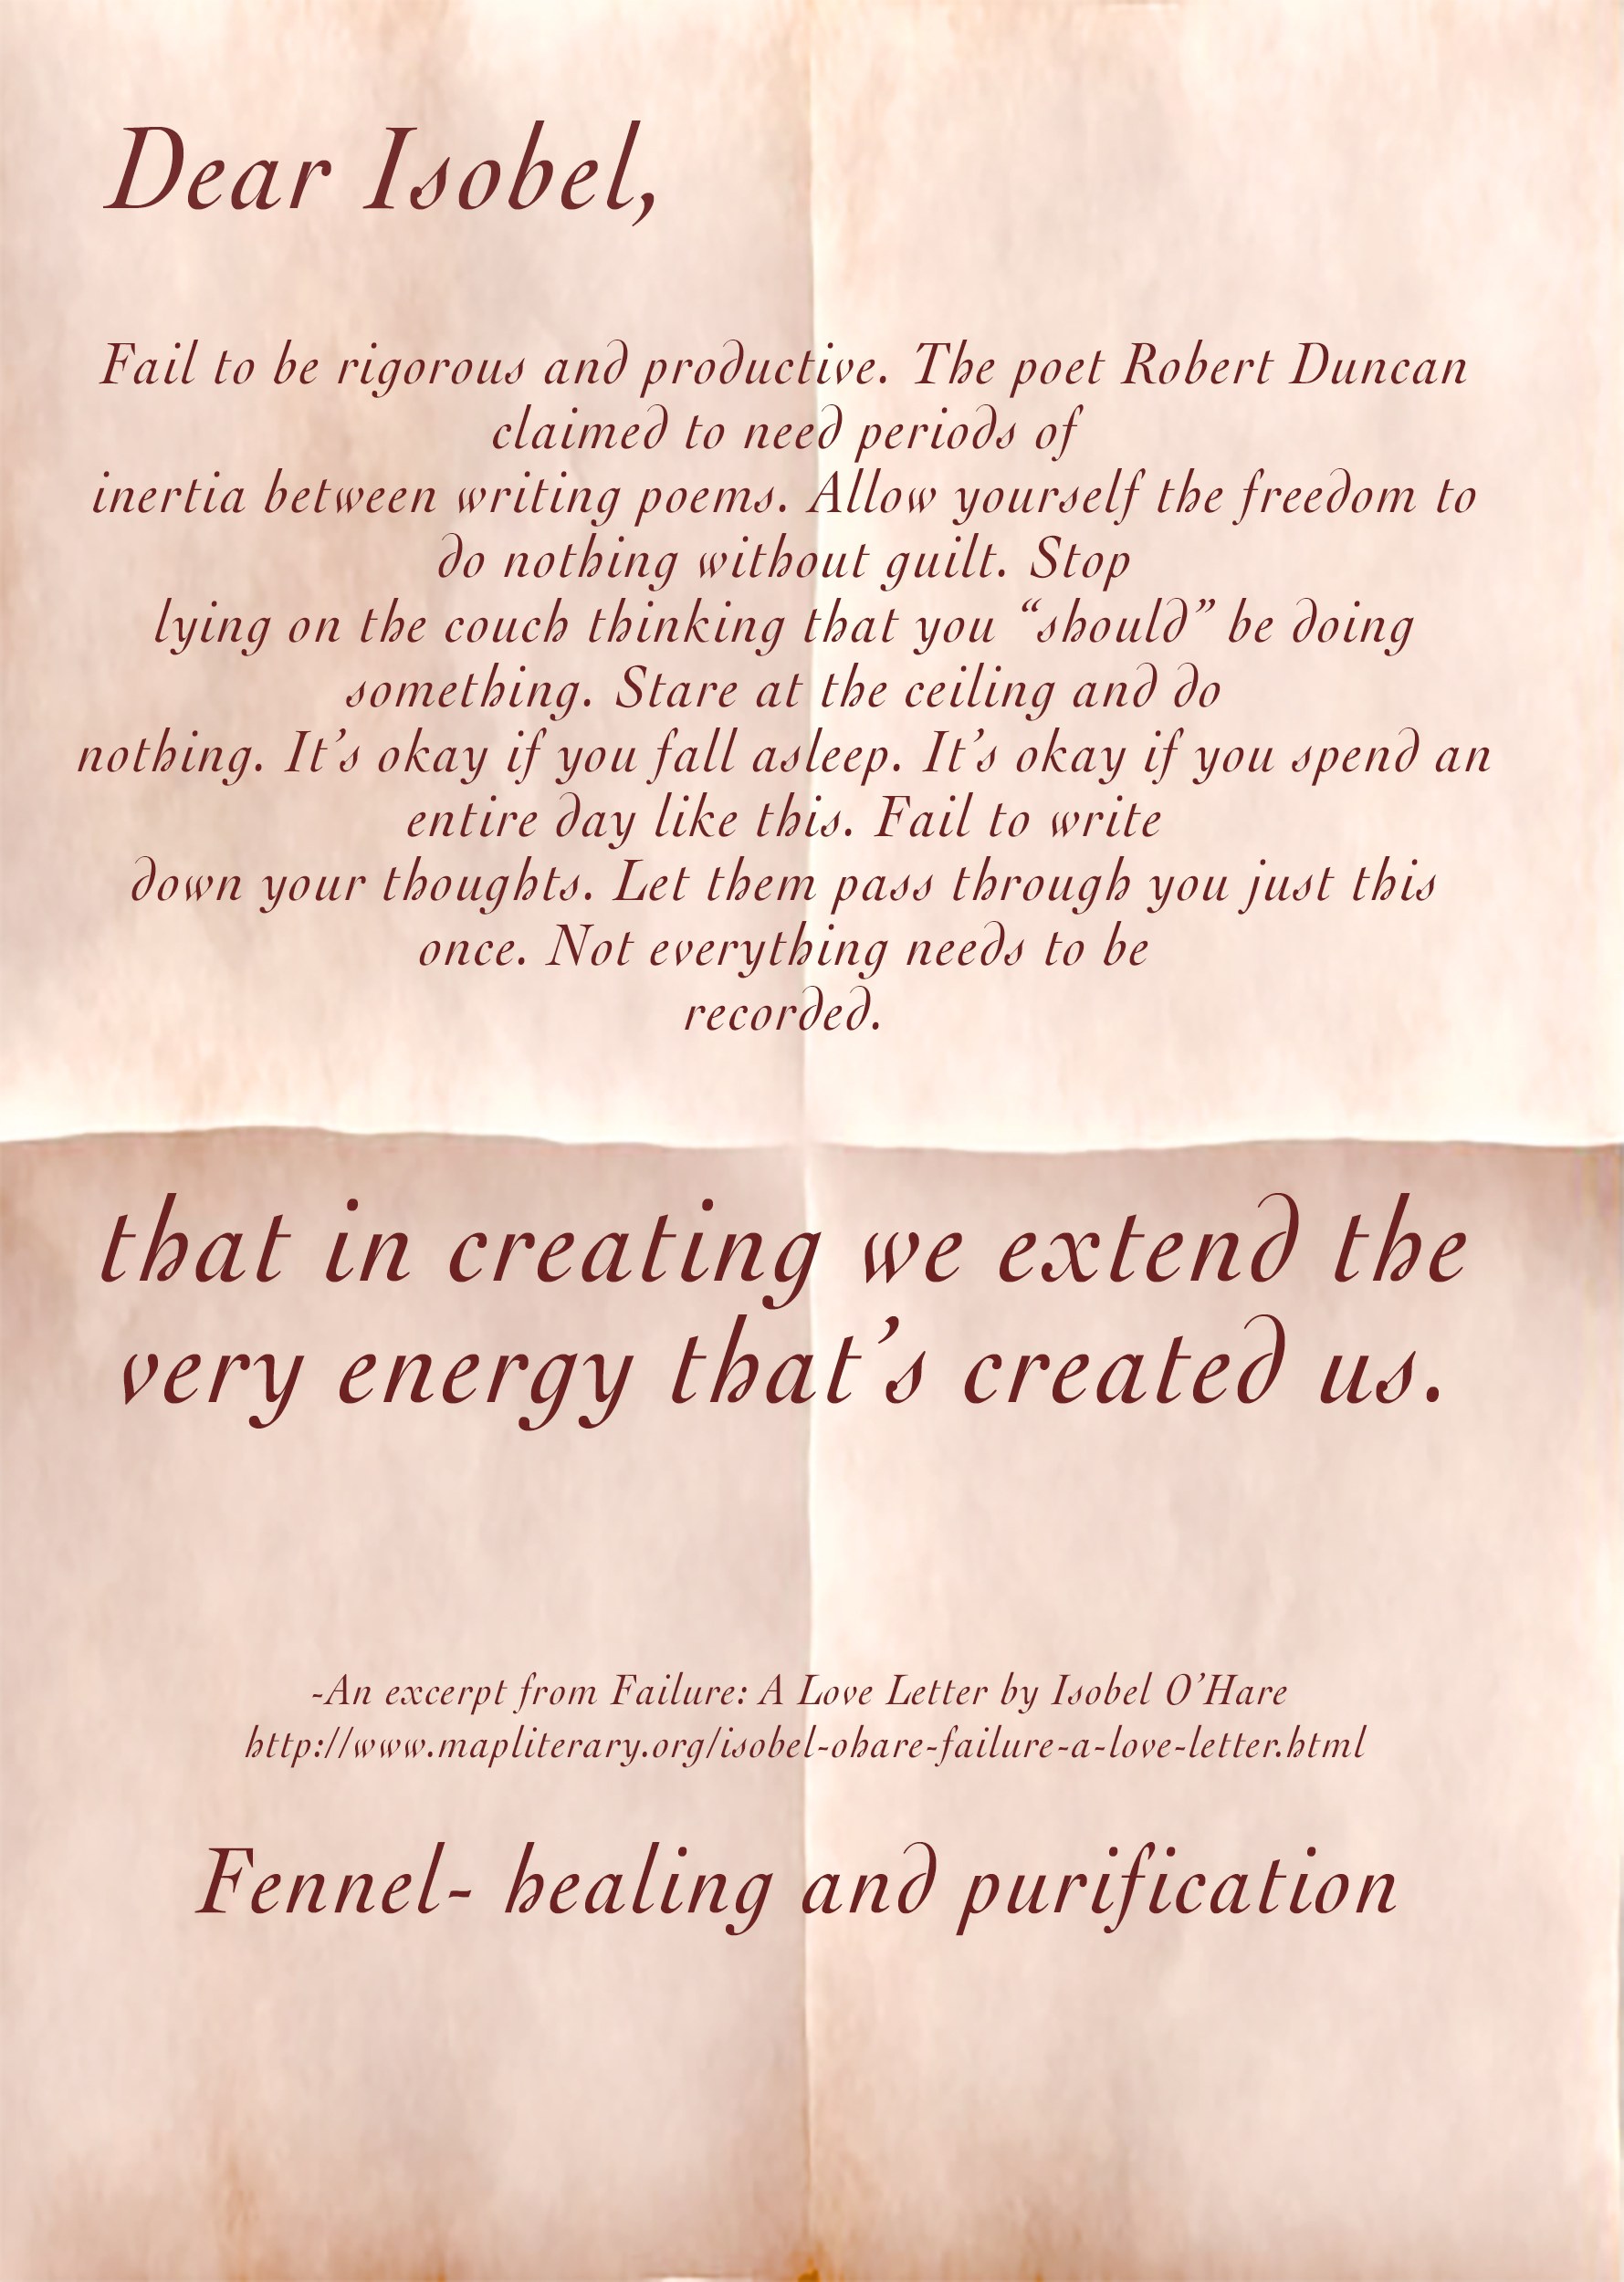 Dear Isobel,
Fail to be rigorous and productive. The poet Robert Duncan
claimed to need periods of
inertia between writing poems. Allow yourself the freedom to
do nothing without guilt. Stop
lying on the couch thinking that you “should” be doing
something. Stare at the ceiling and do
nothing. It’s okay if you fall asleep. It’s okay if you spend an
entire day like this. Fail to write
down your thoughts. Let them pass through you just this
once. Not everything needs to be
recorded.
that in creating we extend the
very energy that’s created us.
-An excerpt from Failure: A Love Letter by Isobel O’Hare
http://www.mapliterary.org/isobel-ohare-failure-a-love-letter.html
Fennel- healing and purification